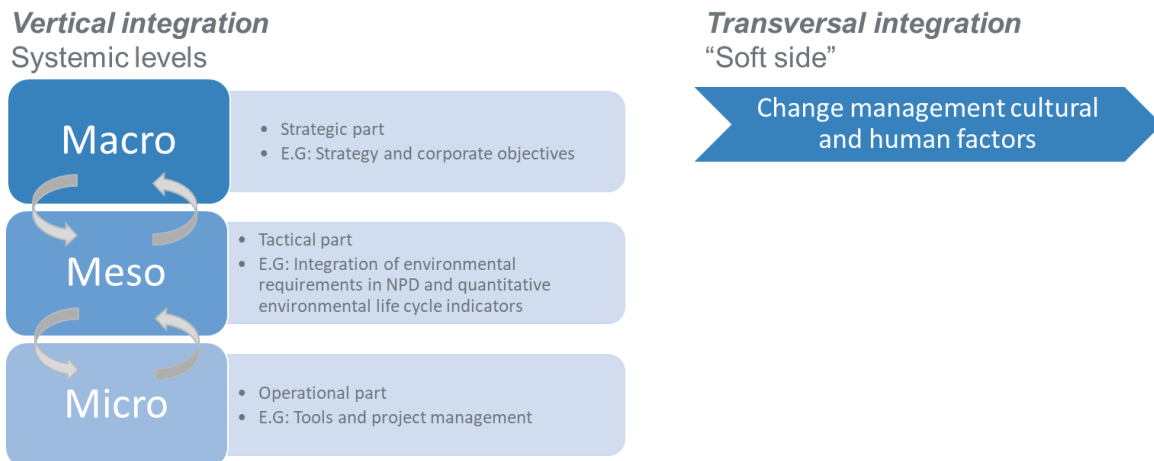 Vertical integration
Systemic levels
Macro
• Strategic part
• E.G: Strategy and corporate objectives
Meso
• Tactical part
• E.G: Integration of environmental
requirements in NPD and quantitative
environmental life cycle indicators
Micro
• Operational part
• E.G: Tools and project management
Transversal integration
“Soft side”
Change management cultural
and human factors